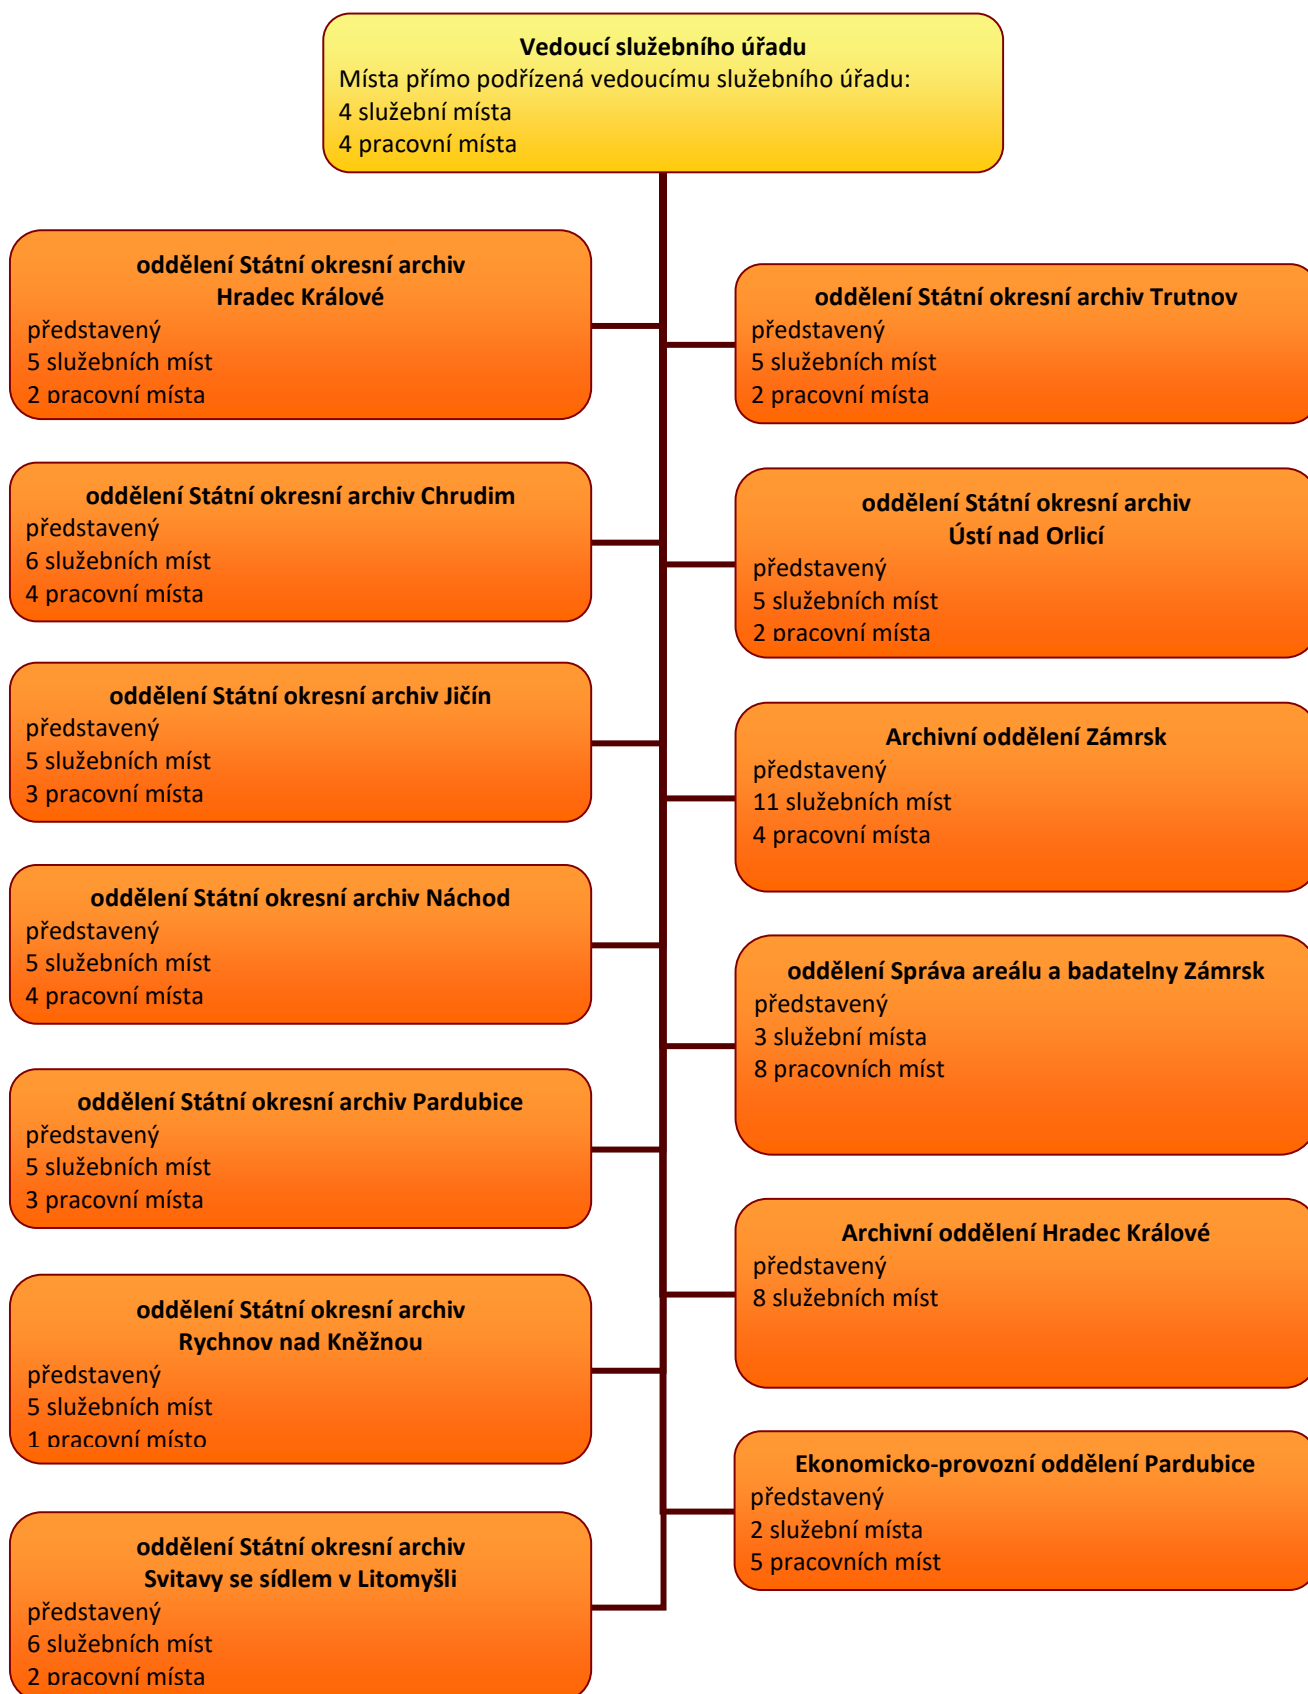 Vedoucí služebního úřadu
Místa přímo podřízená vedoucímu služebního úřadu:
4 služební místa
4 pracovní místa
oddělení Státní okresní archiv
Hradec Králové
představený
5 služebních míst
2 pracovní místa
oddělení Státní okresní archiv Chrudim
představený
6 služebních míst
4 pracovní místa
oddělení Státní okresní archiv Jičín
představený
5 služebních míst
3 pracovní místa
oddělení Státní okresní archiv Náchod
představený
5 služebních míst
4 pracovní místa
oddělení Státní okresní archiv Pardubice
představený
5 služebních míst
3 pracovní místa
oddělení Státní okresní archiv
Rychnov nad Kněžnou
představený
5 služebních míst
1 pracovní místo
oddělení Státní okresní archiv
Svitavy se sídlem v Litomyšli
představený
6 služebních míst
2 pracovní místa
oddělení Státní okresní archiv Trutnov
představený
5 služebních míst
2 pracovní místa
oddělení Státní okresní archiv
Ústí nad Orlicí
představený
5 služebních míst
2 pracovní místa
Archivní oddělení Zámrsk
představený
11 služebních míst
4 pracovní místa
oddělení Správa areálu a badatelny Zámrsk
představený
3 služební místa
8 pracovních míst
Archivní oddělení Hradec Králové
představený
8 služebních míst
Ekonomicko-provozní oddělení Pardubice
představený
2 služební místa
5 pracovních míst